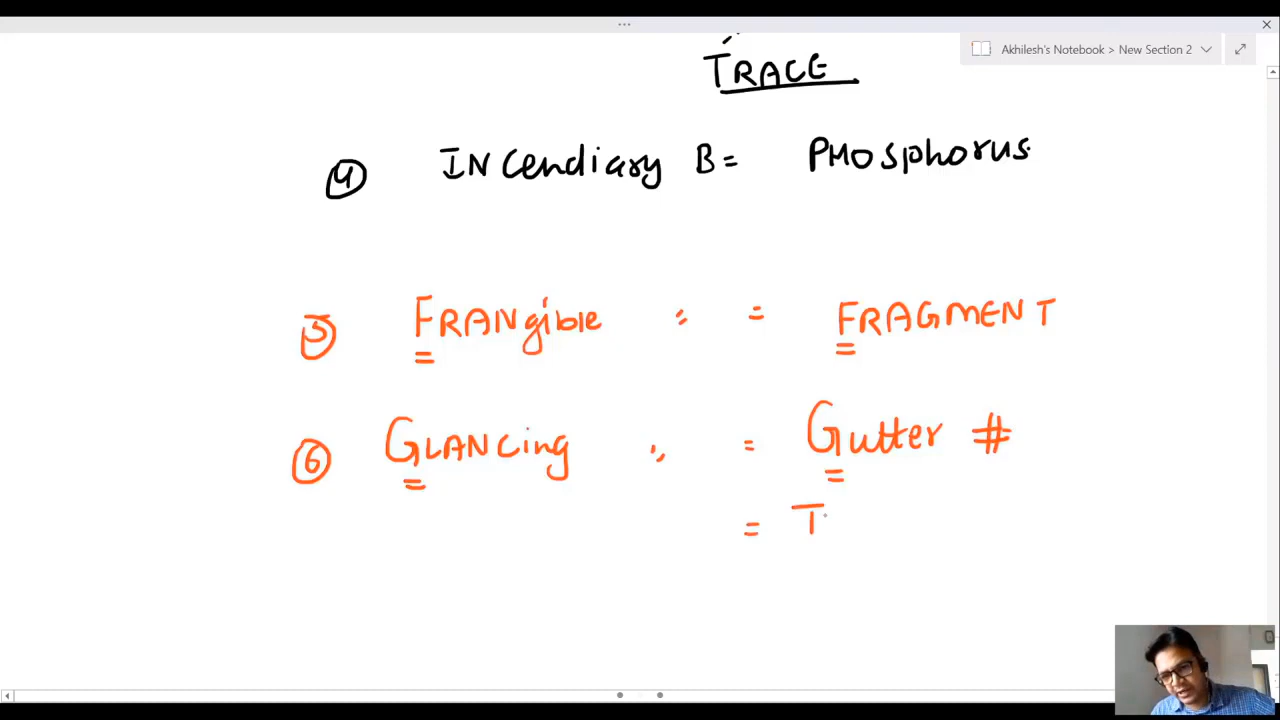 Akhilesh's Notebook > New Section 2
TRACE
4 INCendiary B = PHOsphorus
5 FRANgible " = FRAGMENT
6 GLANCing " = Gutter #
= T